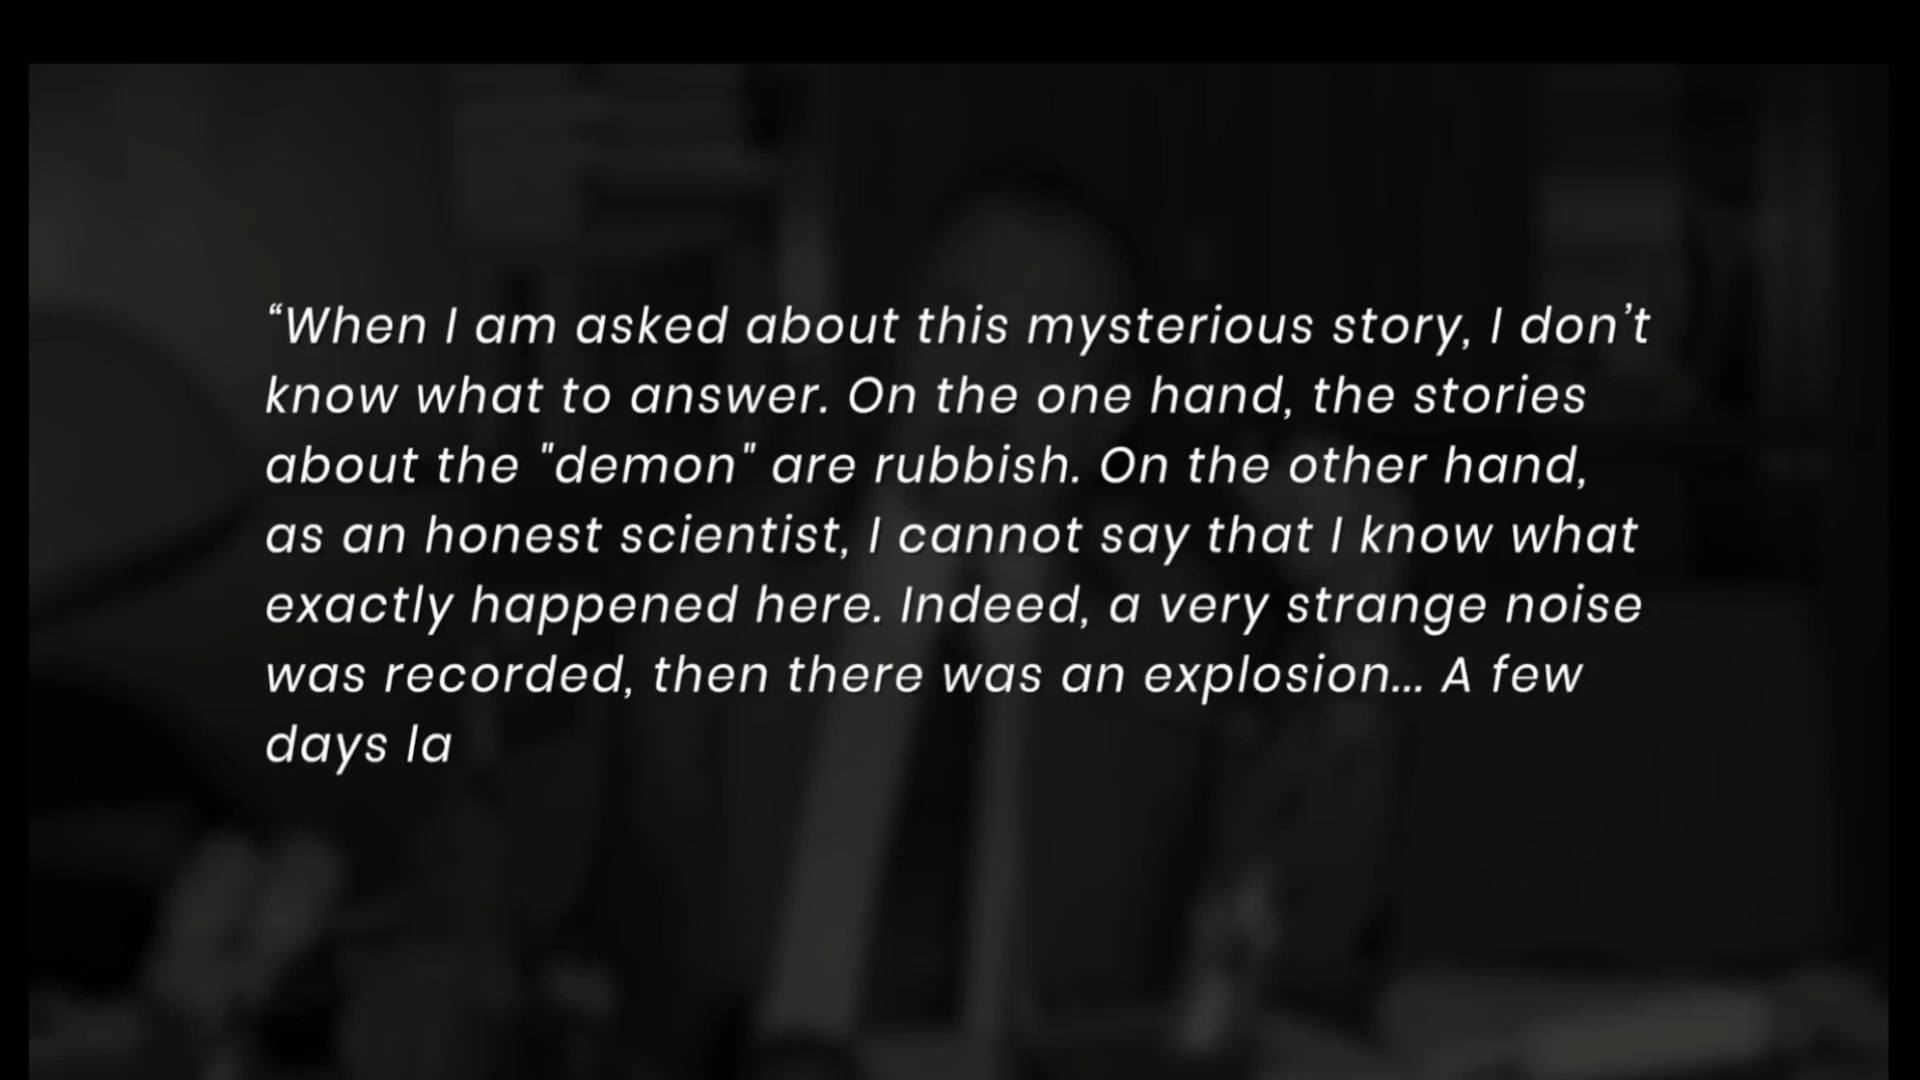 “When I am asked about this mysterious story, I don’t
know what to answer. On the one hand, the stories
about the "demon" are rubbish. On the other hand,
as an honest scientist, I cannot say that I know what
exactly happened here. Indeed, a very strange noise
was recorded, then there was an explosion... A few
days la